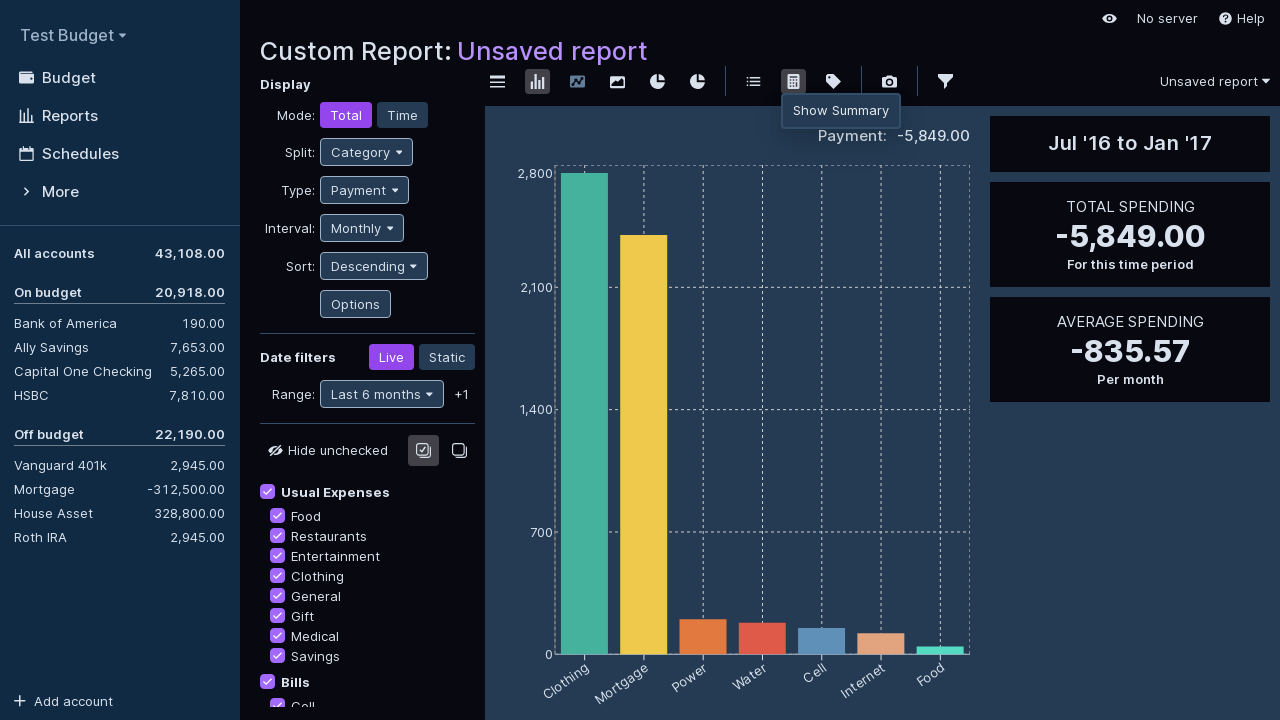 Test Budget
Budget
Reports
Schedules
More
All accounts 43,108.00
On budget 20,918.00
Bank of America 190.00
Ally Savings 7,653.00
Capital One Checking 5,265.00
HSBC 7,810.00
Off budget 22,190.00
Vanguard 401k 2,945.00
Mortgage -312,500.00
House Asset 328,800.00
Roth IRA 2,945.00
Add account
No server
Help
Custom Report: Unsaved report
Display
Mode: Total Time
Split: Category
Type: Payment
Interval: Monthly
Sort: Descending
Options
Date filters Live Static
Range: Last 6 months +1
Hide unchecked
Usual Expenses
Food
Restaurants
Entertainment
Clothing
General
Gift
Medical
Savings
Bills
Cell
Unsaved report
Show Summary
Payment: -5,849.00
2,800
2,100
1,400
700
0
Clothing
Mortgage
Power
Water
Cell
Internet
Food
Jul '16 to Jan '17
TOTAL SPENDING
-5,849.00
For this time period
AVERAGE SPENDING
-835.57
Per month